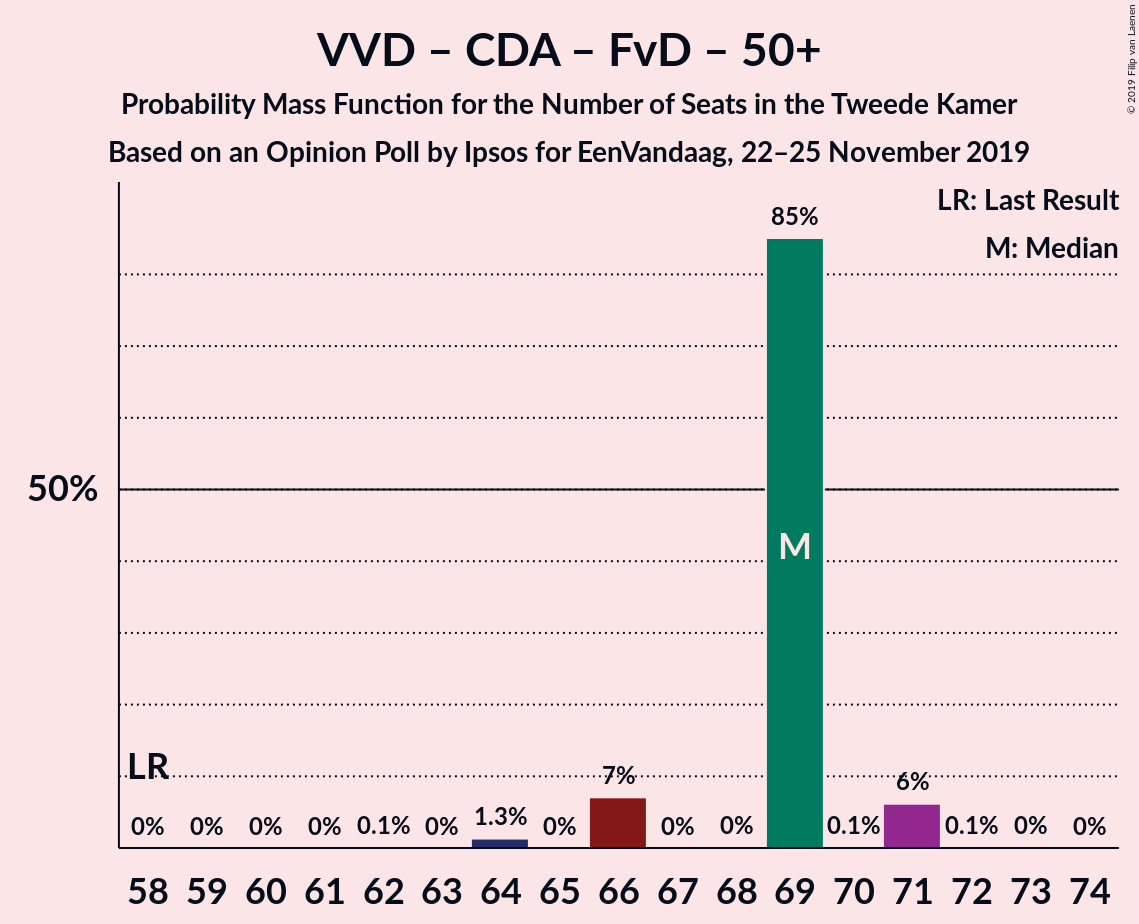 VVD – CDA – FvD – 50+
Probability Mass Function for the Number of Seats in the Tweede Kamer
Based on an Opinion Poll by Ipsos for EenVandaag, 22–25 November 2019
© 2019 Filip van Laenen
LR: Last Result
M: Median
85%
50%
M
LR
0% 0% 0% 0% 0.1% 0% 1.3% 0% 7% 0% 0% 0.1% 6% 0.1% 0% 0%
58 59 60 61 62 63 64 65 66 67 68 69 70 71 72 73 74